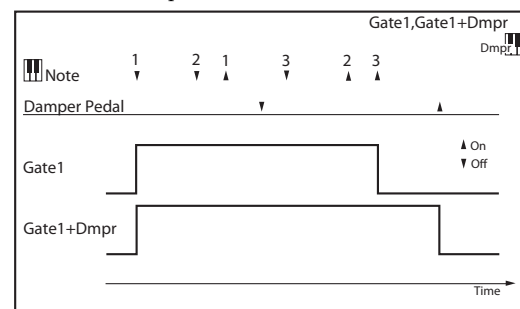 Gate1,Gate1+Dmpr
Dmpr
1 2 1 3 2 3
Note
Damper Pedal
On
Off
Gate1
Gate1+Dmpr
Time